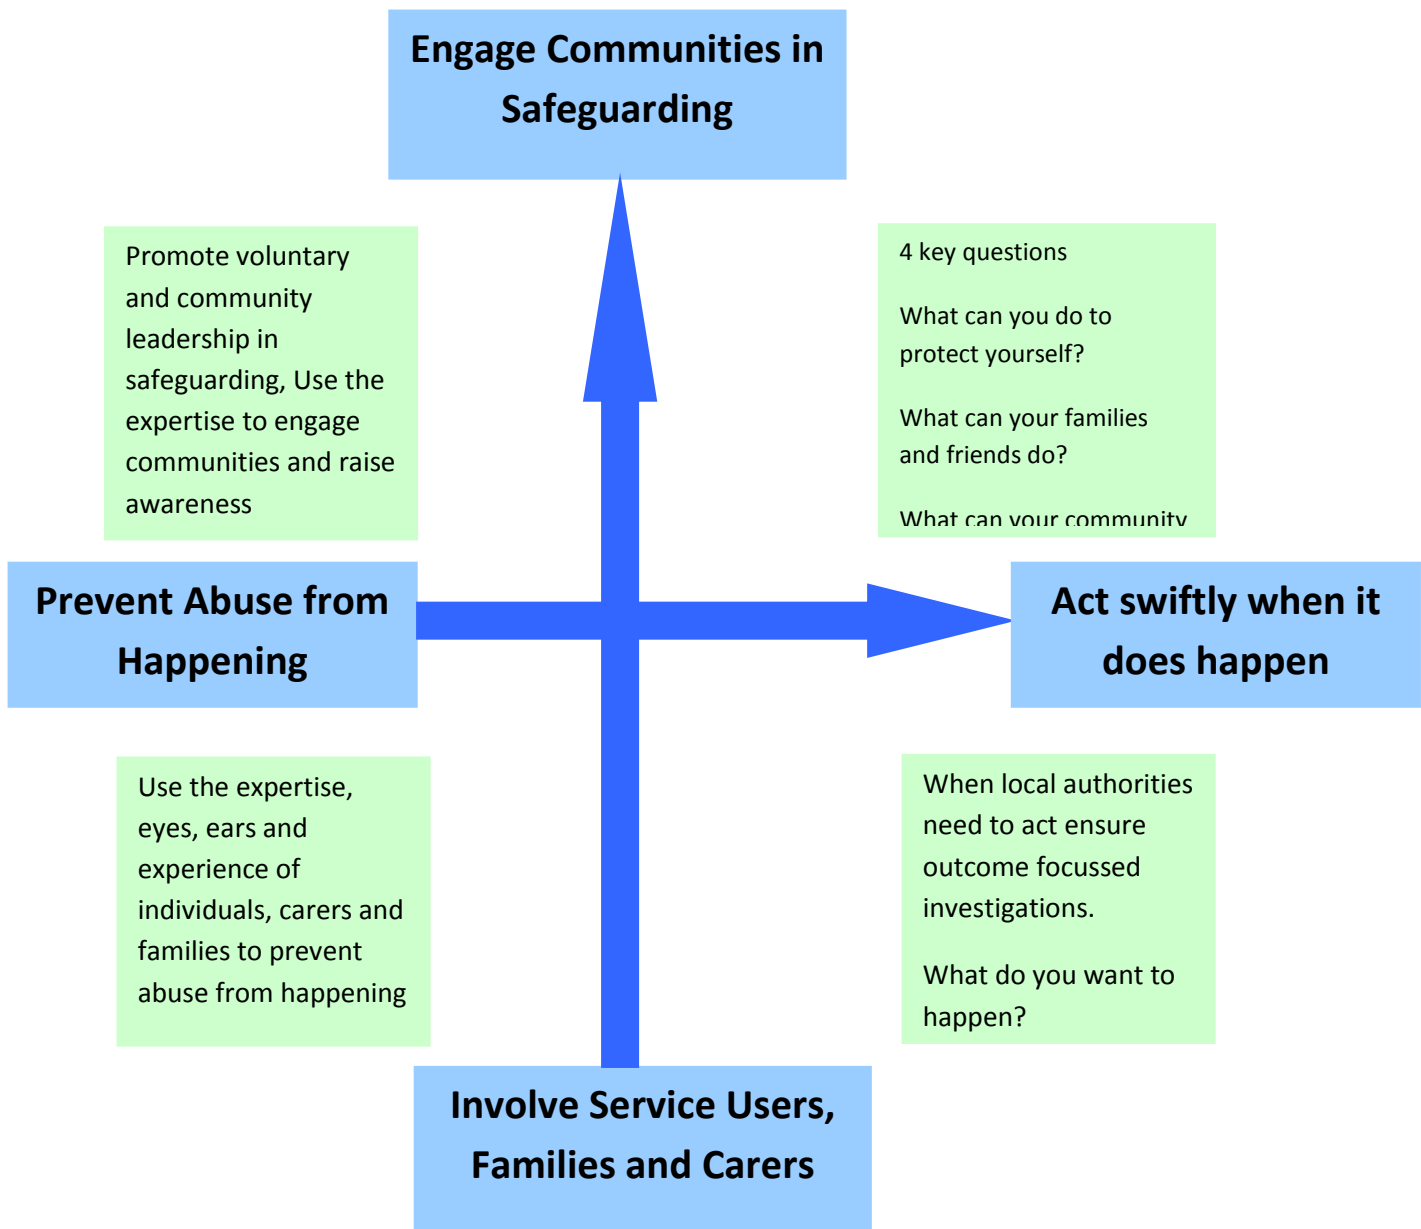 Engage Communities in
Safeguarding
Promote voluntary
and community
leadership in
safeguarding, Use the
expertise to engage
communities and raise
awareness
4 key questions
What can you do to
protect yourself?
What can your families
and friends do?
What can your community
Prevent Abuse from
Happening
Act swiftly when it
does happen
Use the expertise,
eyes, ears and
experience of
individuals, carers and
families to prevent
abuse from happening
When local authorities
need to act ensure
outcome focussed
investigations.
What do you want to
happen?
Involve Service Users,
Families and Carers